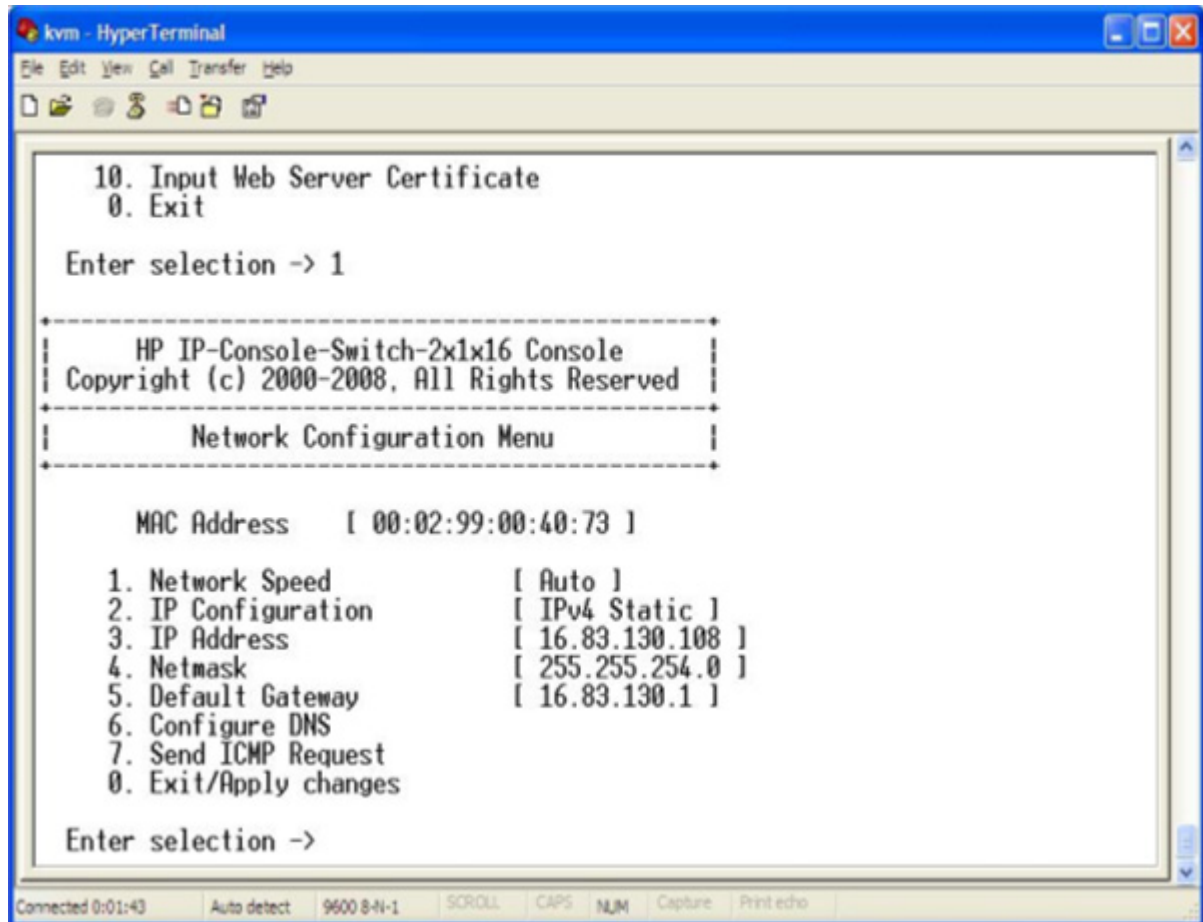 kvm - HyperTerminal
File Edit View Call Transfer Help
10. Input Web Server Certificate
0. Exit
Enter selection -> 1
HP IP-Console-Switch-2x1x16 Console
Copyright (c) 2000-2008, All Rights Reserved
Network Configuration Menu
MAC Address [ 00:02:99:00:40:73 ]
1. Network Speed [ Auto ]
2. IP Configuration [ IPv4 Static ]
3. IP Address [ 16.83.130.108 ]
4. Netmask [ 255.255.254.0 ]
5. Default Gateway [ 16.83.130.1 ]
6. Configure DNS
7. Send ICMP Request
0. Exit/Apply changes
Enter selection ->
Connected 0:01:43 Auto detect 9600 8-N-1 SCROLL CAPS NUM Capture Print echo